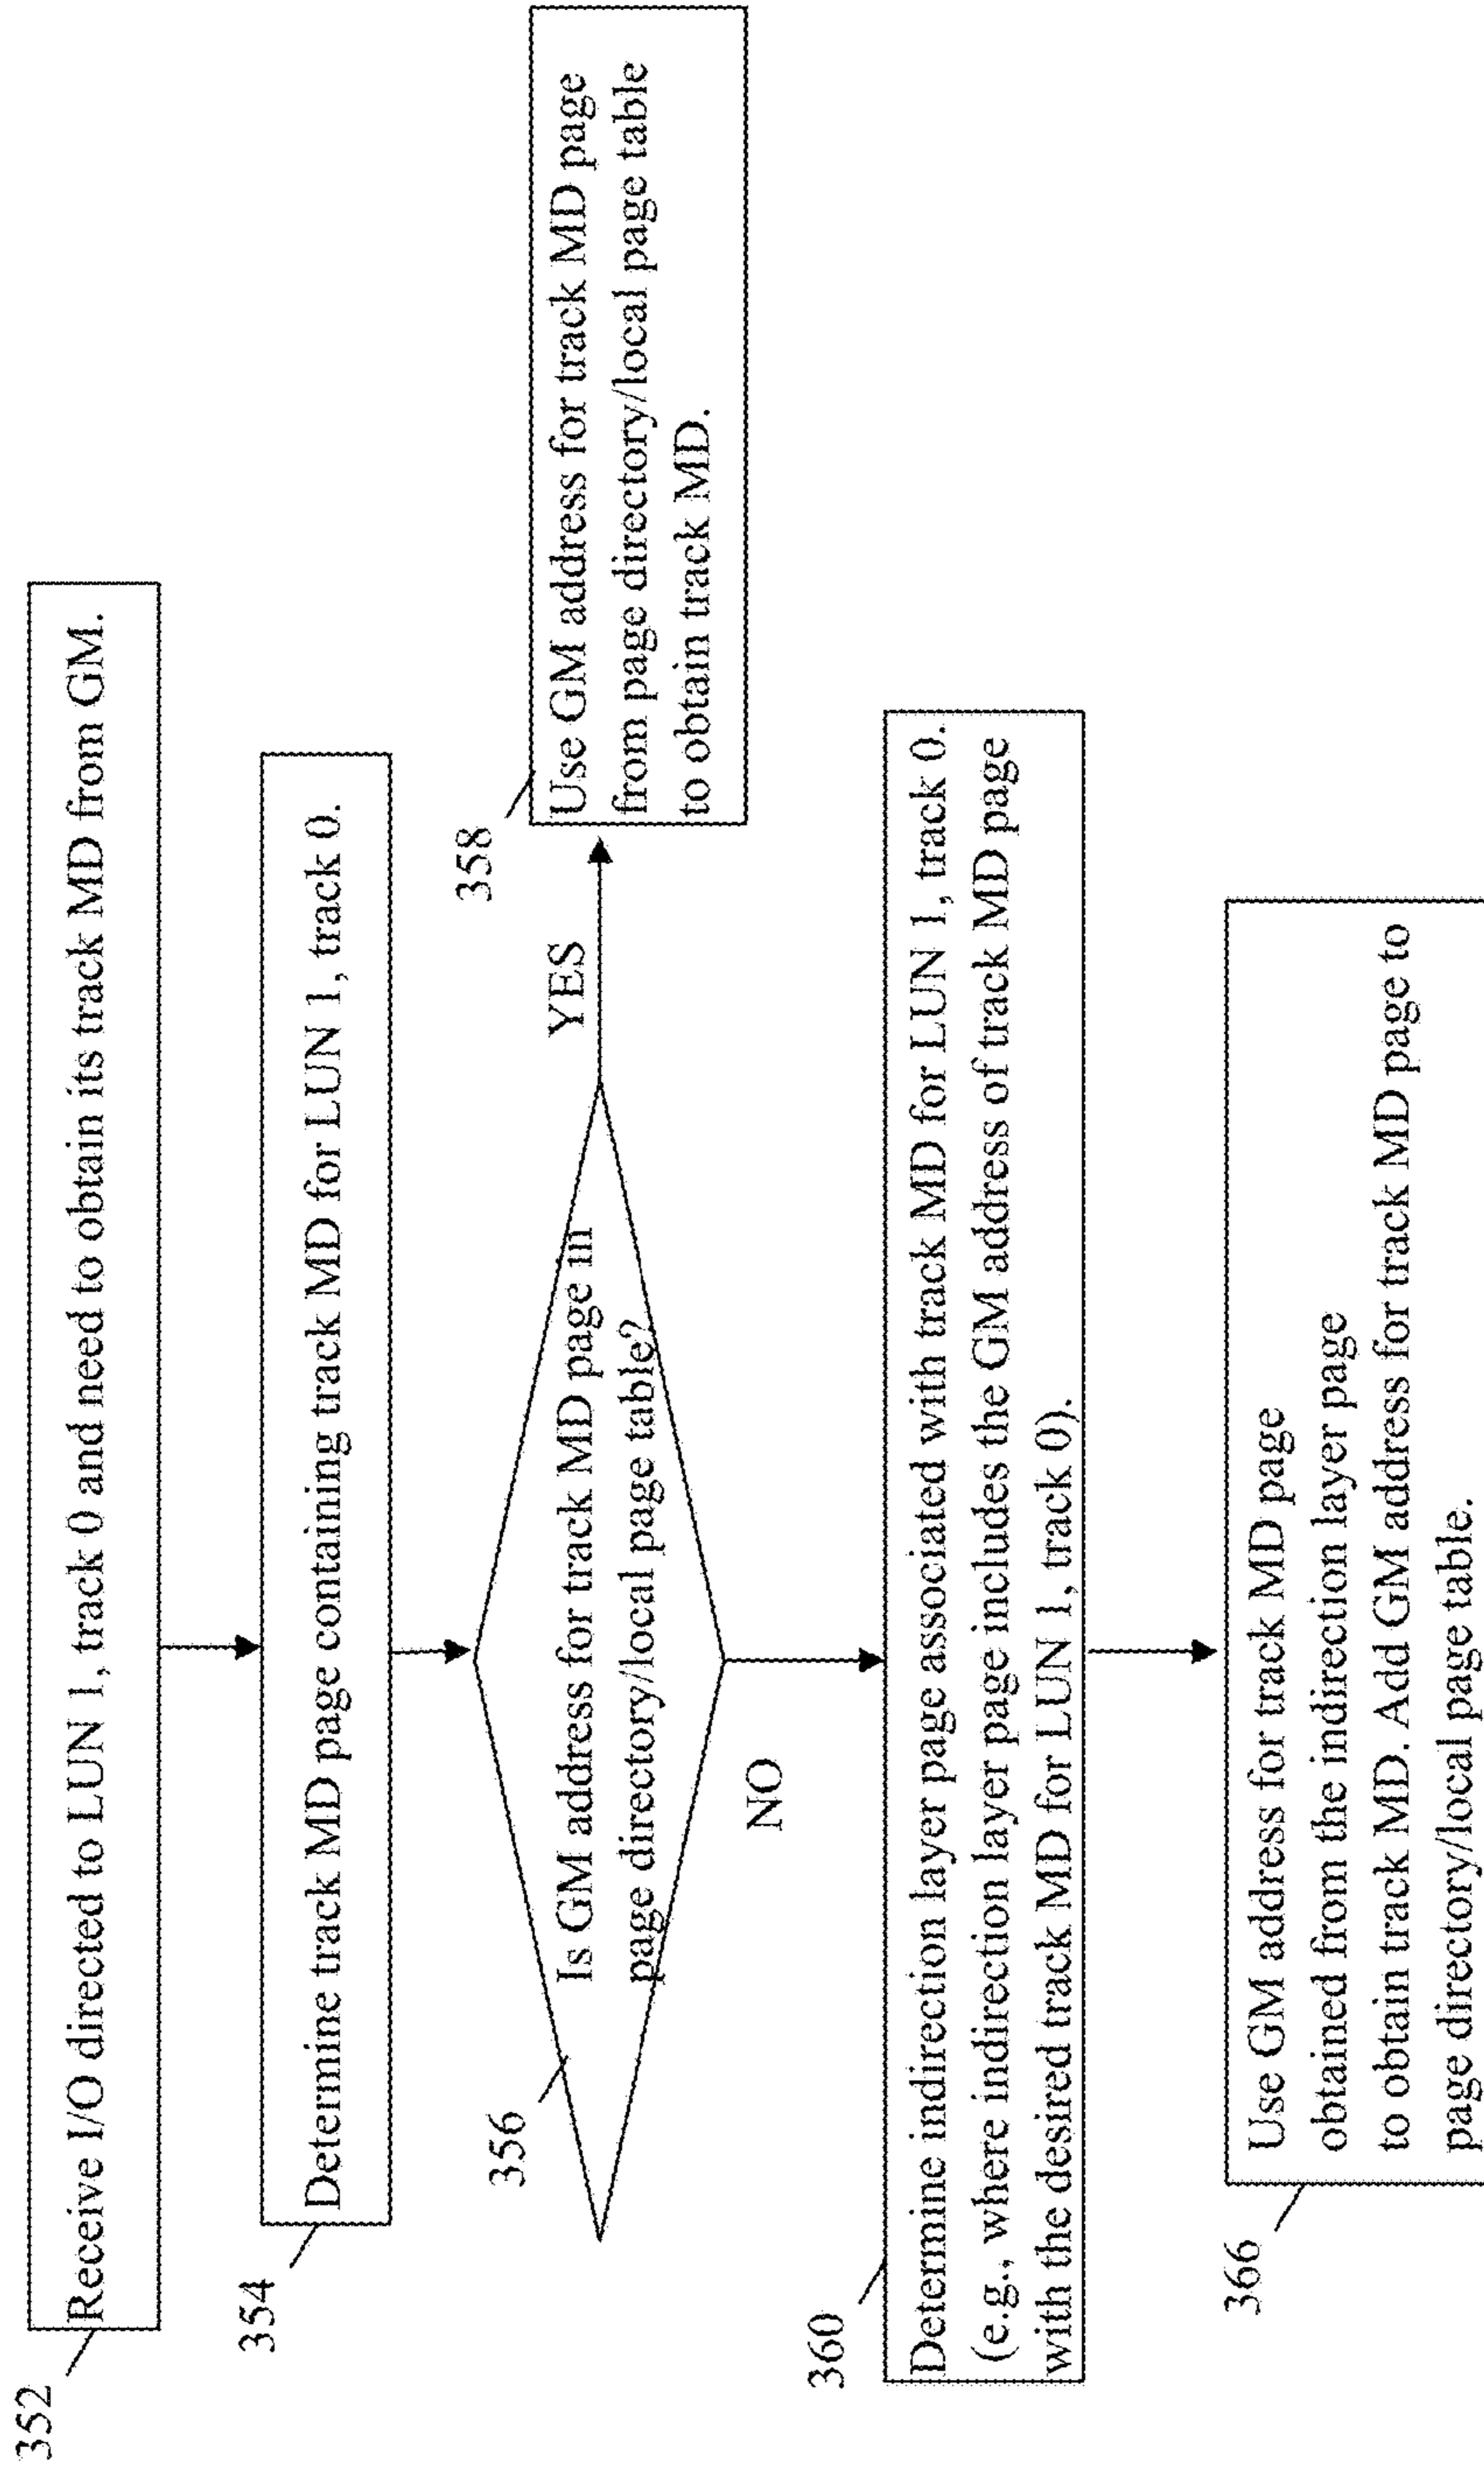 352
Receive I/O directed to LUN 1, track 0 and need to obtain its track MD from GM.
354
Determine track MD page containing track MD for LUN 1, track 0.
356
Is GM address for track MD page in
page directory/local page table?
YES
358
Use GM address for track MD page
from page directory/local page table
to obtain track MD.
NO
360
Determine indirection layer page associated with track MD for LUN 1, track 0.
(e.g., where indirection layer page includes the GM address of track MD page
with the desired track MD for LUN 1, track 0).
366
Use GM address for track MD page
obtained from the indirection layer page
to obtain track MD. Add GM address for track MD page to
page directory/local page table.